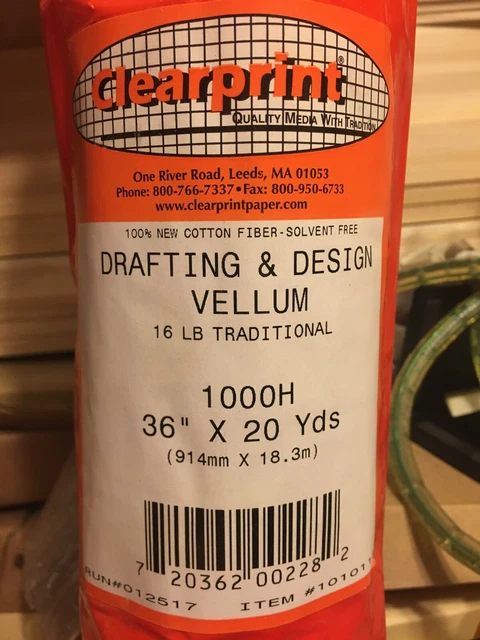 Clearprint®
QUALITY MEDIA WITH TRADITION
One River Road, Leeds, MA 01053
Phone: 800-766-7337•Fax: 800-950-6733
www.clearprintpaper.com
100% NEW COTTON FIBER-SOLVENT FREE
DRAFTING & DESIGN
VELLUM
16 LB TRADITIONAL
1000H
36" X 20 Yds
(914mm X 18.3m)
7 20362 00228 2
RUN#012517 ITEM #